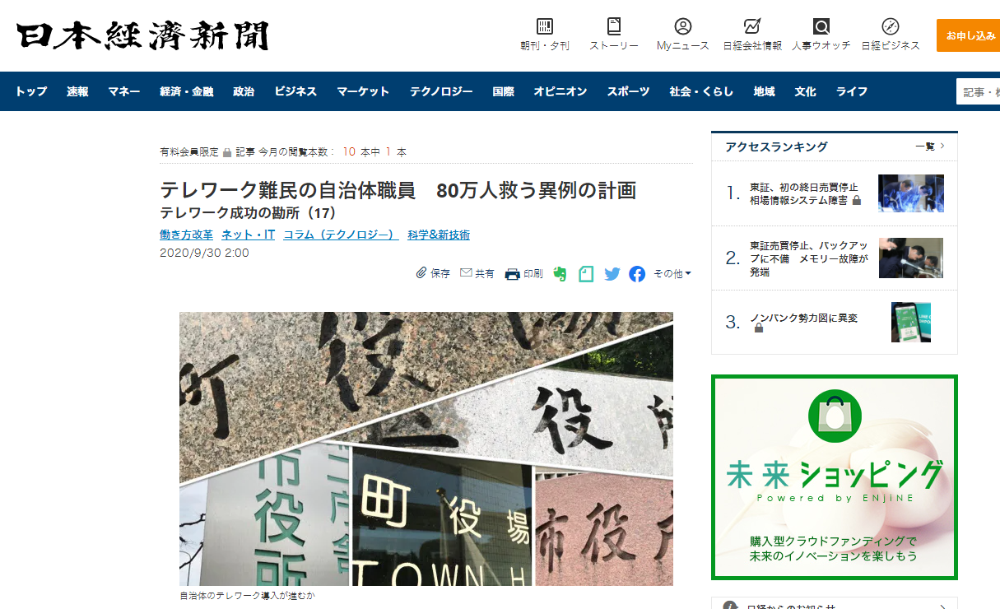 日本経済新聞
朝刊・夕刊
ストーリー
Myニュース
日経会社情報
人事ウオッチ
日経ビジネス
お申し込み
トップ 速報 マネー 経済・金融 政治 ビジネス マーケット テクノロジー 国際 オピニオン スポーツ 社会・くらし 地域 文化 ライフ
記事・株
有料会員限定 記事 今月の閲覧本数: 10 本中 1 本
テレワーク難民の自治体職員 80万人救う異例の計画
テレワーク成功の勘所（17）
働き方改革 ネット・IT コラム（テクノロジー） 科学&新技術
2020/9/30 2:00
保存 共有 印刷 その他
町役場
役所
市役所
町役場
TOWN H
市役所
自治体のテレワーク導入が進むか
アクセスランキング
一覧
1. 東証、初の終日売買停止
相場情報システム障害
2. 東証売買停止、バックアッ
プに不備 メモリー故障が
発端
3. ノンバンク勢力図に異変
未来ショッピング
Powered by ENjiNE
購入型クラウドファンディングで
未来のイノベーションを楽しもう
日経からのお知らせ